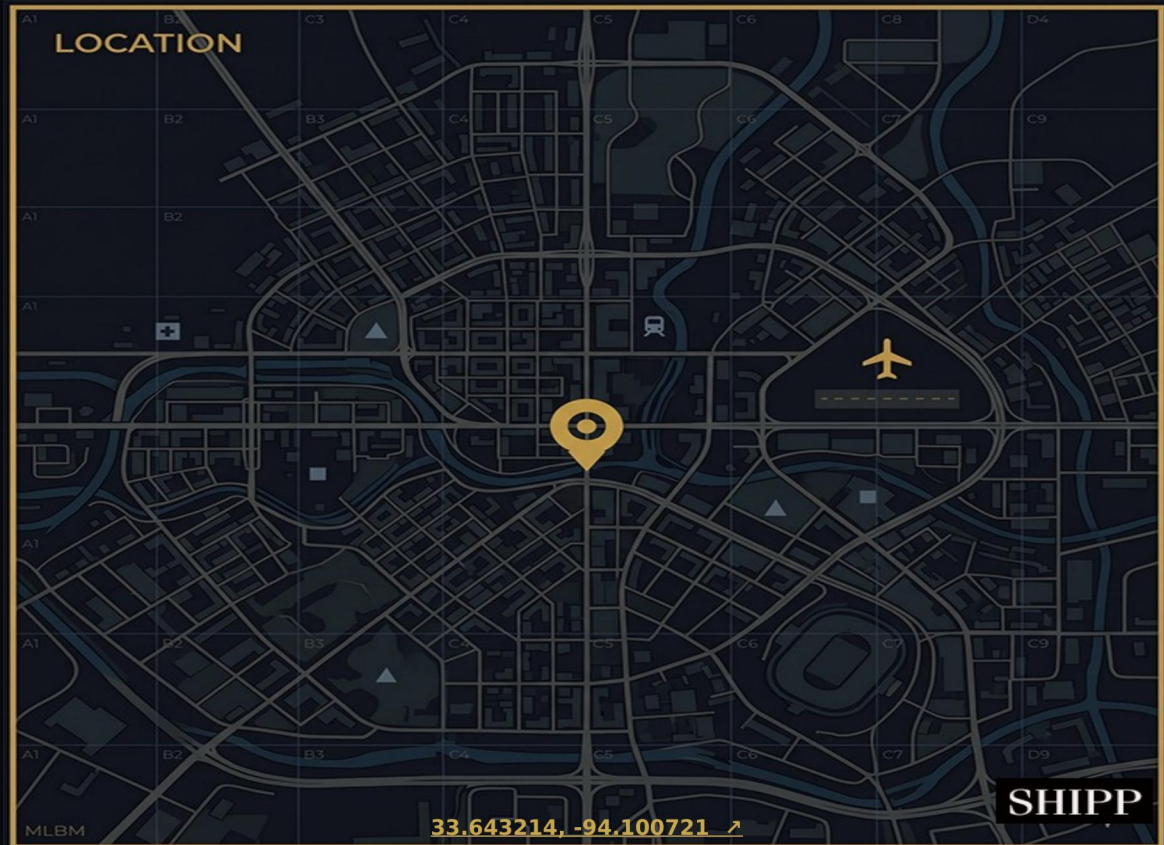 A1 B2 C3 C4 C5 C6 C8 D4
LOCATION
A1 B2 B3 C4 C5 C6 C7 C9
A1 B2
A1
A1
A1 B2 B3 C4 C5 C6 C7 C9
A1 B2 B3 C4 C5 C6 C7 D9
SHIPP
MLBM
33.643214, -94.100721 ↗